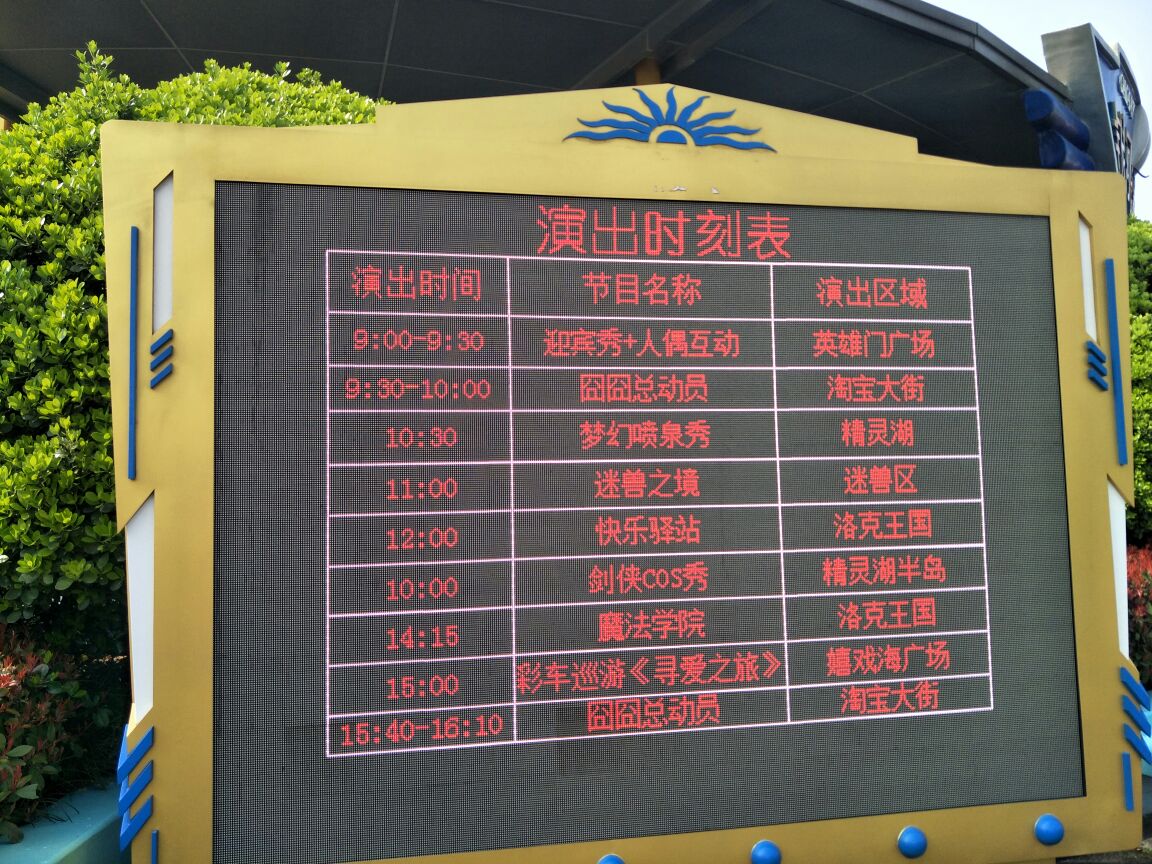 演出时刻表
演出时间 节目名称 演出区域
9:00-9:30 迎宾秀+人偶互动 英雄门广场
9:30-10:00 囧囧总动员 淘宝大街
10:30 梦幻喷泉秀 精灵湖
11:00 迷兽之境 迷兽区
12:00 快乐驿站 洛克王国
10:00 剑侠COS秀 精灵湖半岛
14:15 魔法学院 洛克王国
15:00 彩车巡游《寻爱之旅》 嬉戏海广场
15:40-16:10 囧囧总动员 淘宝大街